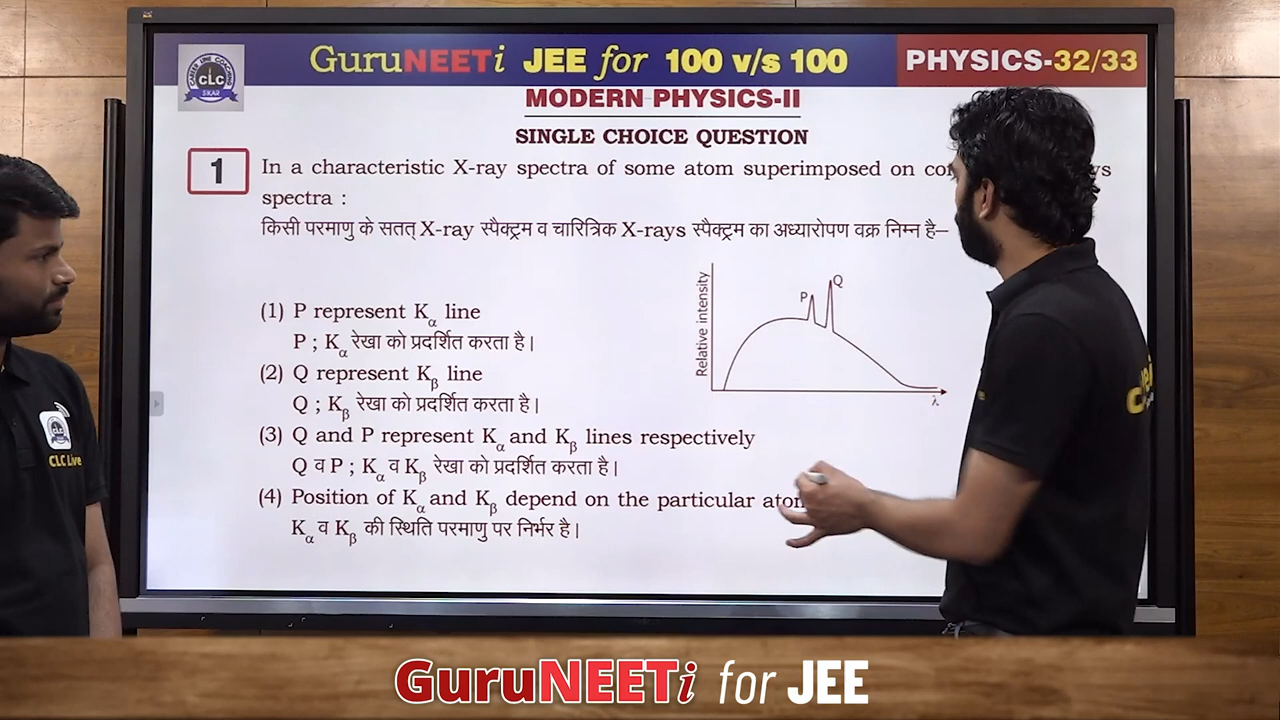 GuruNEETi JEE for 100 v/s 100
PHYSICS-32/33
CLC
SIKAR
MODERN PHYSICS-II
SINGLE CHOICE QUESTION
1 In a characteristic X-ray spectra of some atom superimposed on
spectra :
किसी परमाणु के सतत् X-ray स्पैक्ट्रम व चारित्रिक X-rays स्पैक्ट्रम का अध्यारोपण वक्र निम्न है–
Relative intensity
P
Q
λ
(1) P represent Kα line
P ; Kα रेखा को प्रदर्शित करता है।
(2) Q represent Kβ line
Q ; Kβ रेखा को प्रदर्शित करता है।
(3) Q and P represent Kα and Kβ lines respectively
Q व P ; Kα व Kβ रेखा को प्रदर्शित करता है।
(4) Position of Kα and Kβ depend on the particular
Kα व Kβ की स्थिति परमाणु पर निर्भर है।
CLC
CLC Live
GuruNEETi for JEE